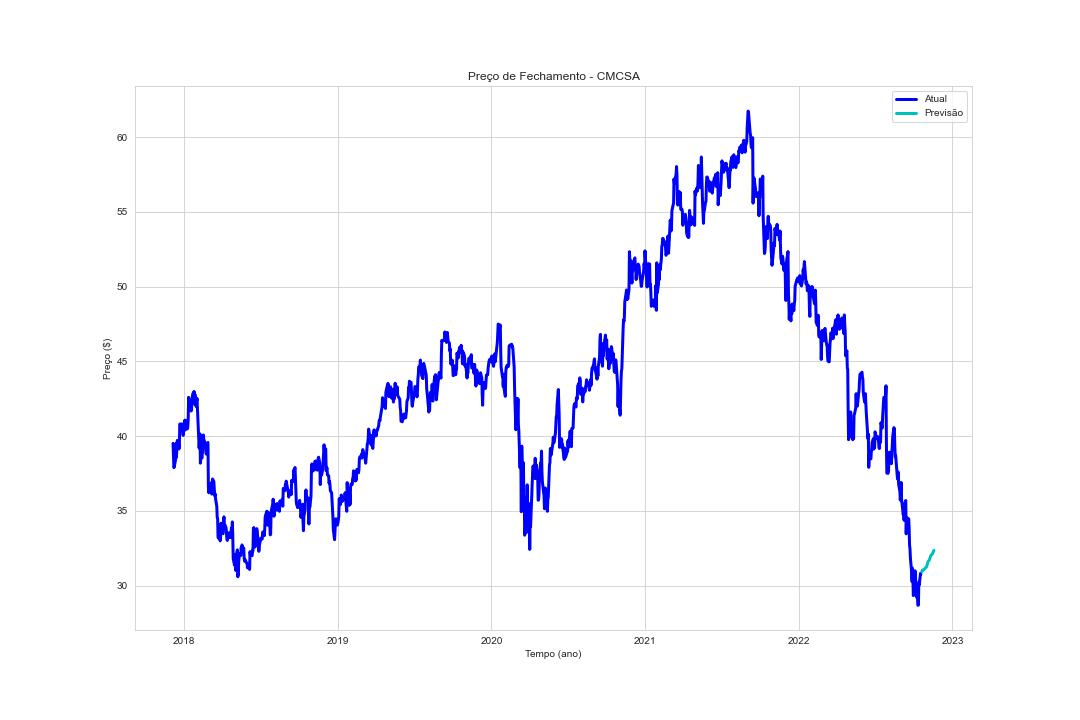 Preço de Fechamento - CMCSA
Atual
Previsão
Preço ($)
60
55
50
45
40
35
30
2018
2019
2020
2021
2022
2023
Tempo (ano)